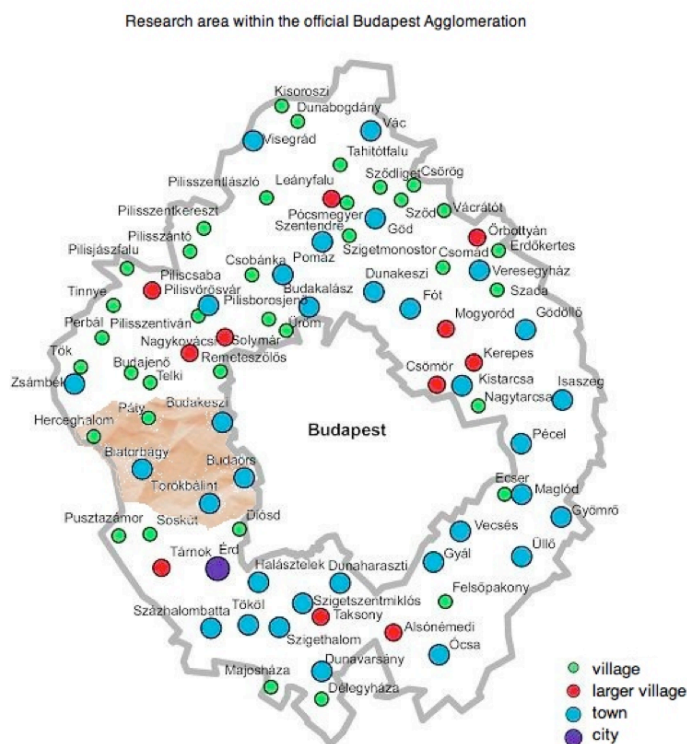 Research area within the official Budapest Agglomeration
Kisoroszi
Dunabogdány
Vác
Visegrád
Tahitótfalu
Sződliget
Csörög
Pilisszentlászló
Leányfalu
Sződ
Vácrátót
Pócsmegyer
Pilisszentkereszt
Szentendre
Göd
Őrbottyán
Pilisszántó
Szigetmonostor
Csomád
Erdőkertes
Pilisjászfalu
Csobánka
Pomáz
Dunakeszi
Veresegyház
Piliscsaba
Tinnye
Pilisvörösvár
Pilisborosjenő
Budakalász
Fót
Szada
Perbál
Pilisszentiván
Üröm
Mogyoród
Gödöllő
Nagykovácsi
Solymár
Tök
Budajenő
Remeteszőlős
Csömör
Kerepes
Zsámbék
Telki
Kistarcsa
Isaszeg
Herceghalom
Páty
Budakeszi
Nagytarcsa
Budapest
Biatorbágy
Budaörs
Pécel
Törökbálint
Ecser
Maglód
Pusztazámor
Sóskút
Diósd
Vecsés
Gyömrő
Tárnok
Érd
Halásztelek
Dunaharaszti
Gyál
Üllő
Felsőpakony
Százhalombatta
Tököl
Szigetszentmiklós
Taksony
Szigethalom
Alsónémedi
Ócsa
Majosháza
Dunavarsány
Délegyháza
village
larger village
town
city